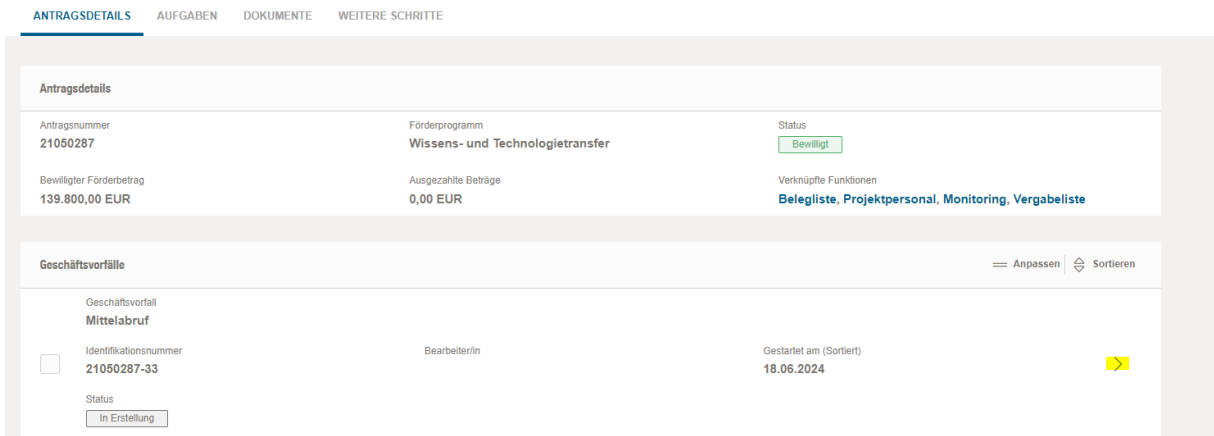 ANTRAGSDETAILS AUFGABEN DOKUMENTE WEITERE SCHRITTE
Antragsdetails
Antragsnummer Förderprogramm Status
21050287 Wissens- und Technologietransfer Bewilligt
Bewilligter Förderbetrag Ausgezahlte Beträge Verknüpfte Funktionen
139.800,00 EUR 0,00 EUR Belegliste, Projektpersonal, Monitoring, Vergabeliste
Geschäftsvorfälle Anpassen Sortieren
Geschäftsvorfall
Mittelabruf
Identifikationsnummer Bearbeiter/in Gestartet am (Sortiert)
21050287-33 18.06.2024
Status
In Erstellung